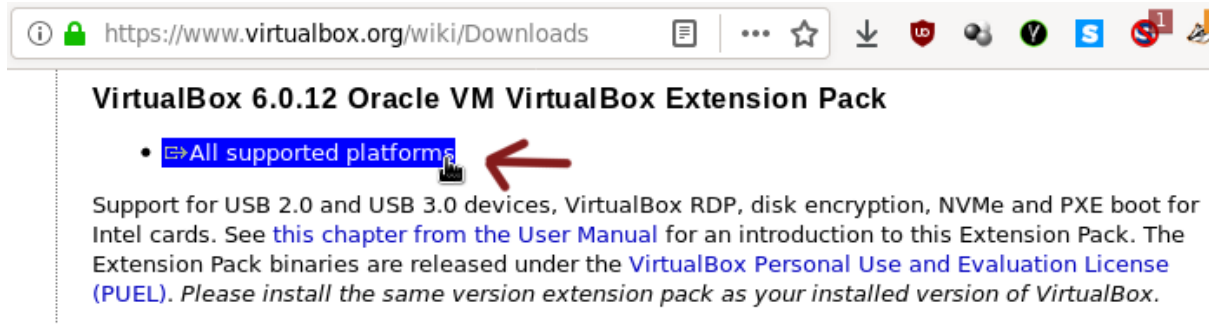 https://www.virtualbox.org/wiki/Downloads
1
VirtualBox 6.0.12 Oracle VM VirtualBox Extension Pack
All supported platforms
Support for USB 2.0 and USB 3.0 devices, VirtualBox RDP, disk encryption, NVMe and PXE boot for
Intel cards. See this chapter from the User Manual for an introduction to this Extension Pack. The
Extension Pack binaries are released under the VirtualBox Personal Use and Evaluation License
(PUEL). Please install the same version extension pack as your installed version of VirtualBox.